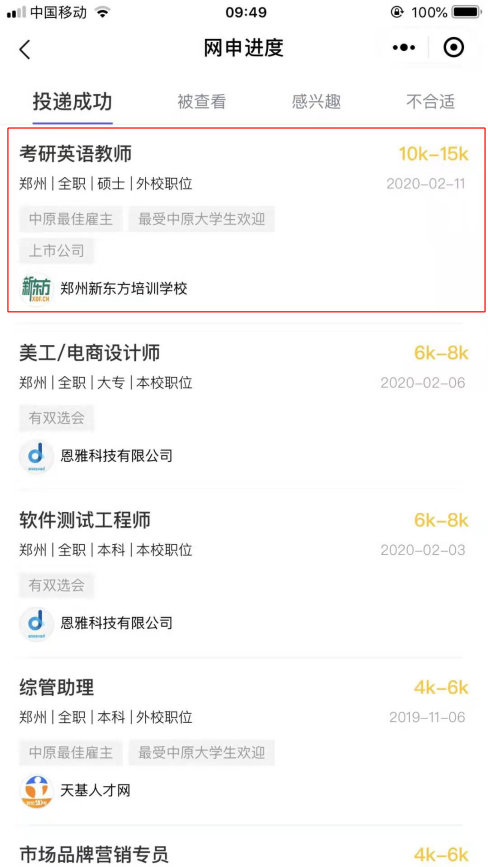 中国移动 09:49 100%
网申进度
投递成功 被查看 感兴趣 不合适
考研英语教师 10k-15k
郑州|全职|硕士|外校职位 2020-02-11
中原最佳雇主 最受中原大学生欢迎
上市公司
新东方 XDF.CN 郑州新东方培训学校
美工/电商设计师 6k-8k
郑州|全职|大专|本校职位 2020-02-06
有双选会
恩雅科技有限公司
软件测试工程师 6k-8k
郑州|全职|本科|本校职位 2020-02-03
有双选会
恩雅科技有限公司
综管助理 4k-6k
郑州|全职|本科|外校职位 2019-11-06
中原最佳雇主 最受中原大学生欢迎
天基人才网
市场品牌营销专员 4k-6k